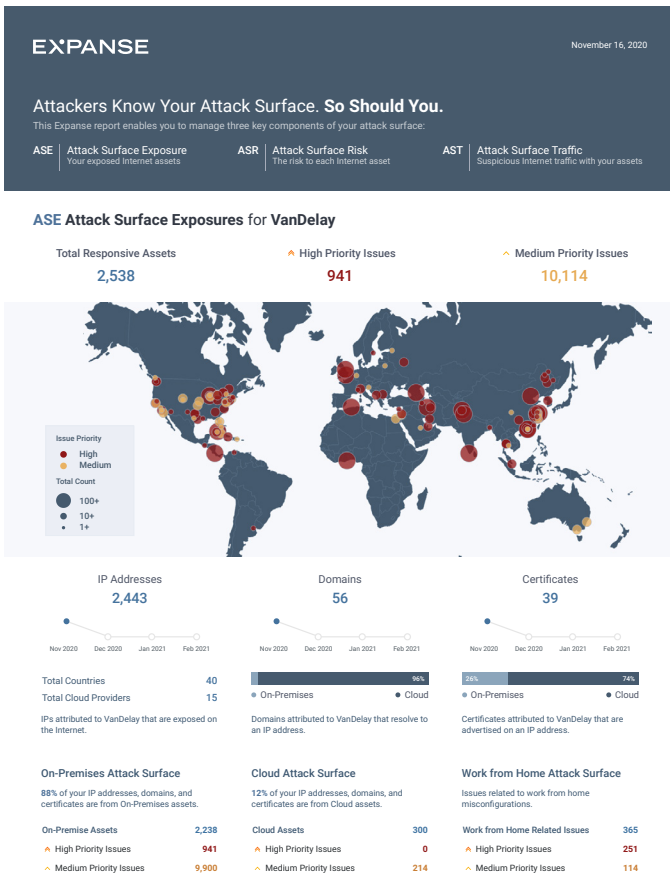 EXPANSE
November 16, 2020
Attackers Know Your Attack Surface. So Should You.
This Expanse report enables you to manage three key components of your attack surface:
ASE Attack Surface Exposure
Your exposed Internet assets
ASR Attack Surface Risk
The risk to each Internet asset
AST Attack Surface Traffic
Suspicious Internet traffic with your assets
ASE Attack Surface Exposures for VanDelay
Total Responsive Assets
2,538
High Priority Issues
941
Medium Priority Issues
10,114
Issue Priority
High
Medium
Total Count
100+
10+
1+
IP Addresses
2,443
Nov 2020 Dec 2020 Jan 2021 Feb 2021
Total Countries 40
Total Cloud Providers 15
IPs attributed to VanDelay that are exposed on
the Internet.
Domains
56
Nov 2020 Dec 2020 Jan 2021 Feb 2021
96%
On-Premises Cloud
Domains attributed to VanDelay that resolve to
an IP address.
Certificates
39
Nov 2020 Dec 2020 Jan 2021 Feb 2021
26% 74%
On-Premises Cloud
Certificates attributed to VanDelay that are
advertised on an IP address.
On-Premises Attack Surface
88% of your IP addresses, domains, and
certificates are from On-Premises assets.
On-Premise Assets 2,238
High Priority Issues 941
Medium Priority Issues 9,900
Cloud Attack Surface
12% of your IP addresses, domains, and
certificates are from Cloud assets.
Cloud Assets 300
High Priority Issues 0
Medium Priority Issues 214
Work from Home Attack Surface
Issues related to work from home
misconfigurations.
Work from Home Related Issues 365
High Priority Issues 251
Medium Priority Issues 114